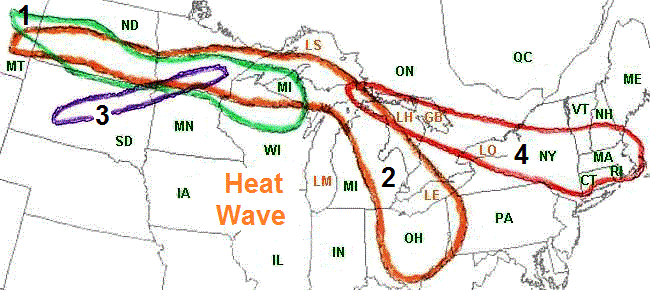 1
ND
MT
LS
ON
QC
ME
MI
LH
GB
VT
NH
3
SD
MN
WI
LO
4
NY
MA
CT
RI
IA
Heat
Wave
LM
MI
2
LE
PA
OH
IL
IN